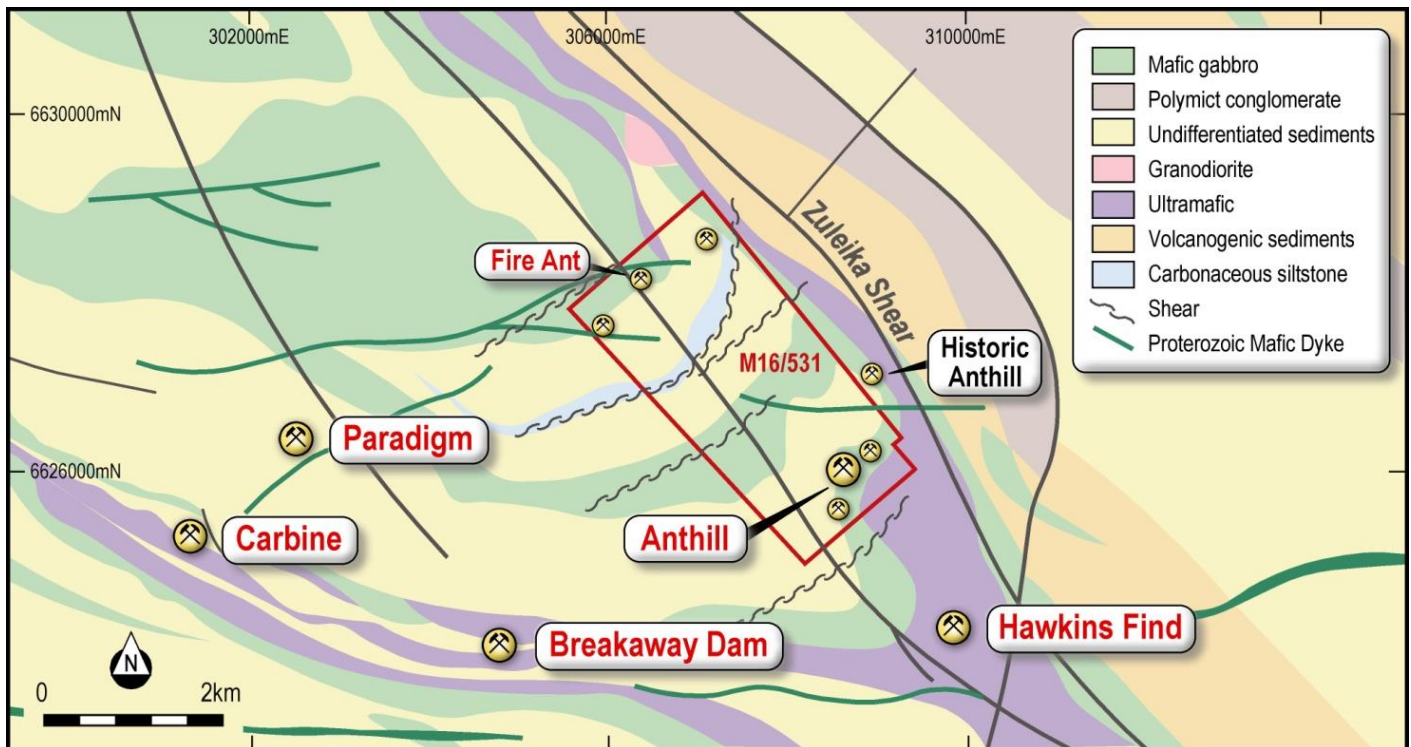 302000mE
306000mE
310000mE
6630000mN
6626000mN
Mafic gabbro
Polymict conglomerate
Undifferentiated sediments
Granodiorite
Ultramafic
Volcanogenic sediments
Carbonaceous siltstone
Shear
Proterozoic Mafic Dyke
Zuleika Shear
Fire Ant
M16/531
Historic
Anthill
Paradigm
Carbine
Anthill
Breakaway Dam
Hawkins Find
N
0
2km